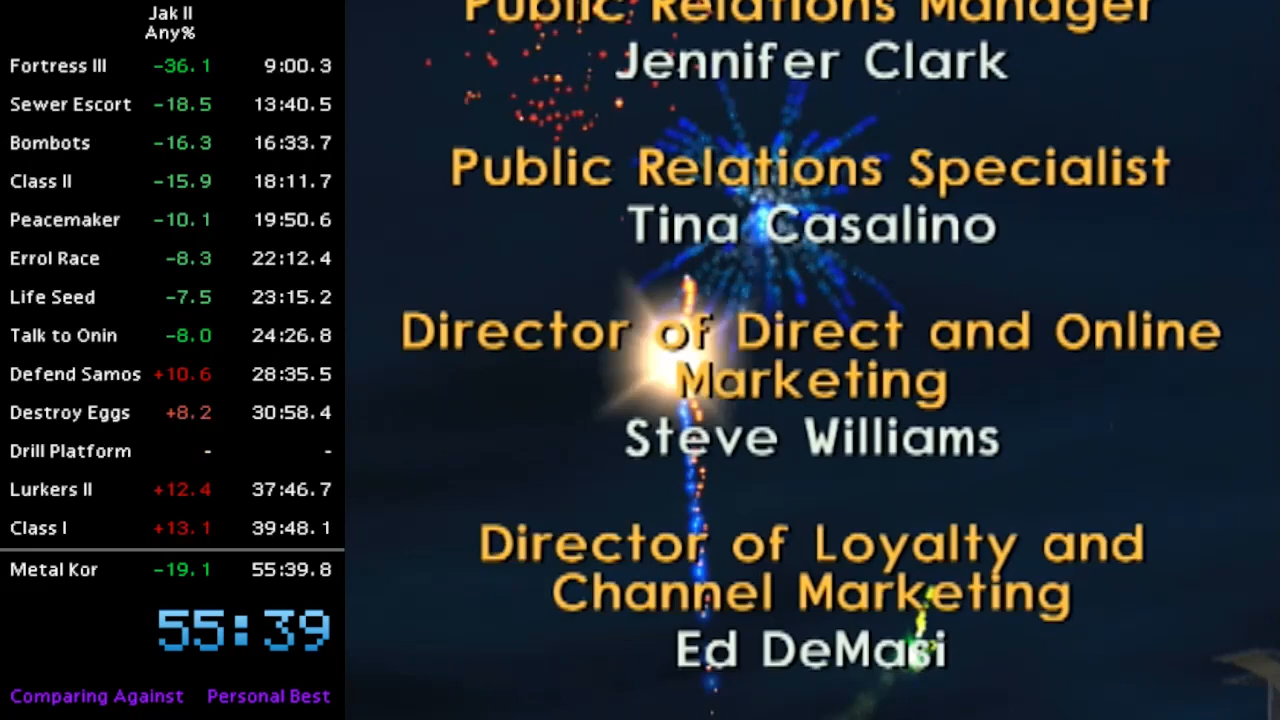 Jak II
Any%
Fortress III -36.1 9:00.3
Sewer Escort -18.5 13:40.5
Bombots -16.3 16:33.7
Class II -15.9 18:11.7
Peacemaker -10.1 19:50.6
Errol Race -8.3 22:12.4
Life Seed -7.5 23:15.2
Talk to Onin -8.0 24:26.8
Defend Samos +10.6 28:35.5
Destroy Eggs +8.2 30:58.4
Drill Platform - -
Lurkers II +12.4 37:46.7
Class I +13.1 39:48.1
Metal Kor -19.1 55:39.8
55:39
Comparing Against Personal Best
Public Relations Manager
Jennifer Clark
Public Relations Specialist
Tina Casalino
Director of Direct and Online
Marketing
Steve Williams
Director of Loyalty and
Channel Marketing
Ed DeMasi